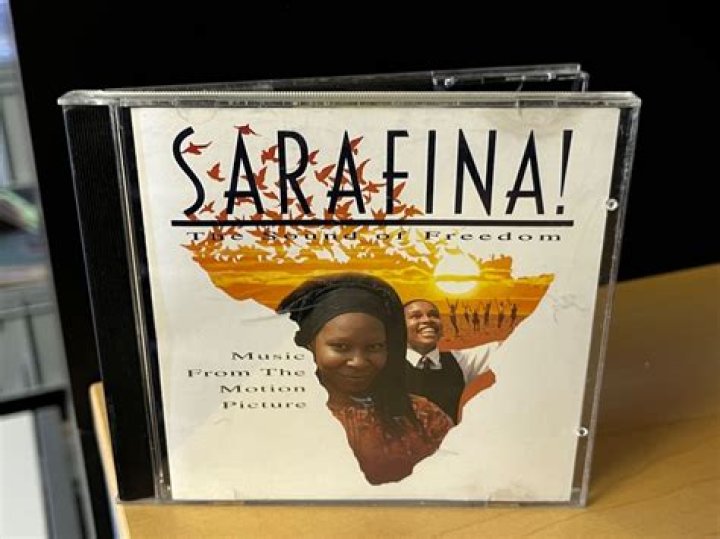 SARAFINA!
The Sound of Freedom
Music
From The
Motion
Picture